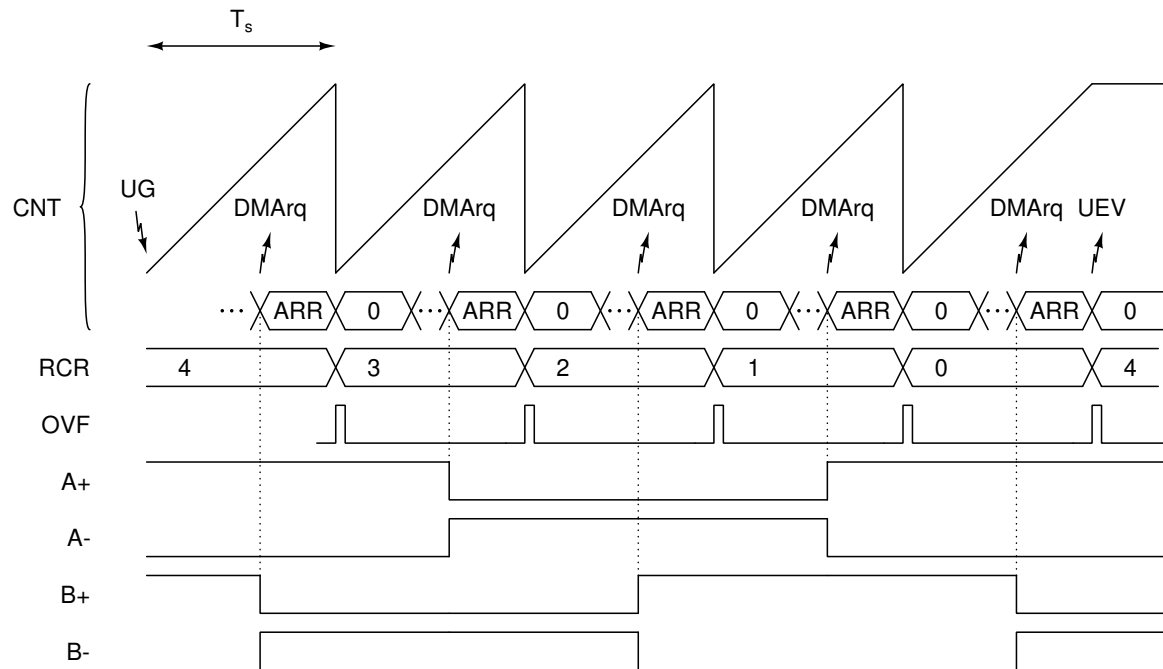 Ts
CNT
UG
DMArq DMArq DMArq DMArq DMArq UEV
··· ARR 0 ··· ARR 0 ··· ARR 0 ··· ARR 0 ··· ARR 0
RCR 4 3 2 1 0 4
OVF
A+
A-
B+
B-